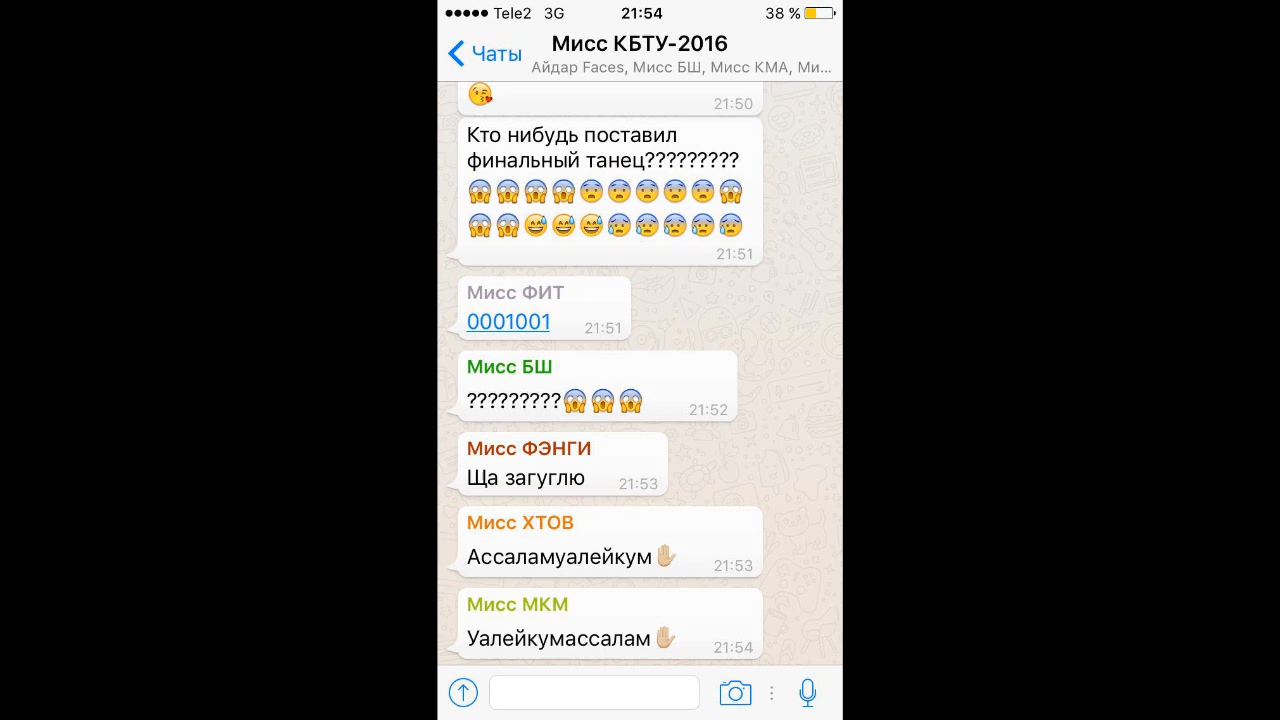 Tele2 3G 21:54 38 %
Чаты Мисс КБТУ-2016
Айдар Faces, Мисс БШ, Мисс КМА, Ми...
21:50
Кто нибудь поставил
финальный танец?????????
21:51
Мисс ФИТ
0001001 21:51
Мисс БШ
????????? 21:52
Мисс ФЭНГИ
Ща загуглю 21:53
Мисс ХТОВ
Ассаламуалейкум 21:53
Мисс МКМ
Уалейкумассалам 21:54